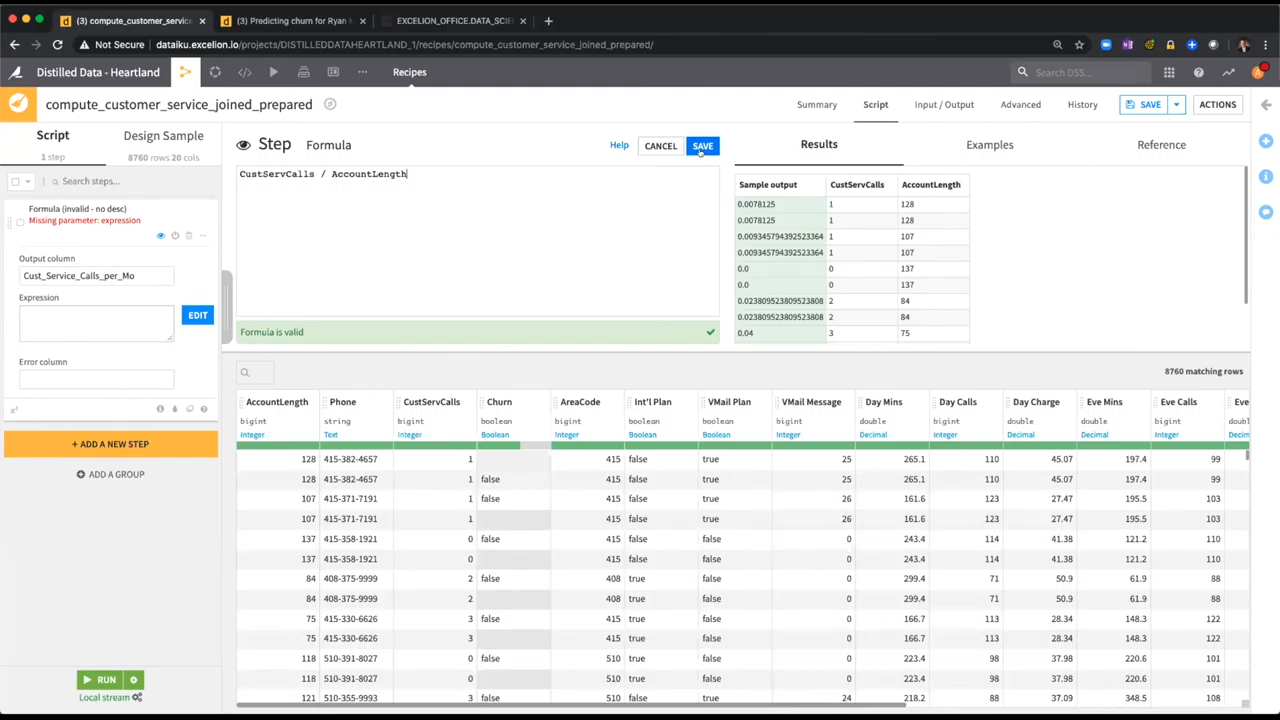 (3) compute_customer_servic
(3) Predicting churn for Ryan M
EXCELION_OFFICE.DATA_SCIE
Not Secure dataiku.excelion.io/projects/DISTILLEDDATAHEARTLAND_1/recipes/compute_customer_service_joined_prepared/
Distilled Data - Heartland
Recipes
Search DSS...
compute_customer_service_joined_prepared
Summary Script Input / Output Advanced History SAVE ACTIONS
Script Design Sample
1 step 8760 rows 20 cols
Search steps...
Formula (invalid - no desc)
Missing parameter: expression
Output column
Cust_Service_Calls_per_Mo
Expression
EDIT
Error column
+ ADD A NEW STEP
ADD A GROUP
RUN
Local stream
Step Formula Help CANCEL SAVE
CustServCalls / AccountLength
Formula is valid
Results Examples Reference
Sample output CustServCalls AccountLength
0.0078125 1 128
0.0078125 1 128
0.009345794392523364 1 107
0.009345794392523364 1 107
0.0 0 137
0.0 0 137
0.023809523809523808 2 84
0.023809523809523808 2 84
0.04 3 75
8760 matching rows
AccountLength Phone CustServCalls Churn AreaCode Int'l Plan VMail Plan VMail Message Day Mins Day Calls Day Charge Eve Mins Eve Calls Eve
bigint string bigint boolean bigint boolean boolean bigint double bigint double double bigint double
Integer Text Integer Boolean Integer Boolean Boolean Integer Decimal Integer Decimal Decimal Integer Decim
128 415-382-4657 1 415 false true 25 265.1 110 45.07 197.4 99
128 415-382-4657 1 false 415 false true 25 265.1 110 45.07 197.4 99
107 415-371-7191 1 false 415 false true 26 161.6 123 27.47 195.5 103
107 415-371-7191 1 415 false true 26 161.6 123 27.47 195.5 103
137 415-358-1921 0 false 415 false false 0 243.4 114 41.38 121.2 110
137 415-358-1921 0 415 false false 0 243.4 114 41.38 121.2 110
84 408-375-9999 2 false 408 true false 0 299.4 71 50.9 61.9 88
84 408-375-9999 2 408 true false 0 299.4 71 50.9 61.9 88
75 415-330-6626 3 false 415 true false 0 166.7 113 28.34 148.3 122
75 415-330-6626 3 415 true false 0 166.7 113 28.34 148.3 122
118 510-391-8027 0 false 510 true false 0 223.4 98 37.98 220.6 101
118 510-391-8027 0 510 true false 0 223.4 98 37.98 220.6 101
121 510-355-9993 3 false 510 false true 24 218.2 88 37.09 348.5 108